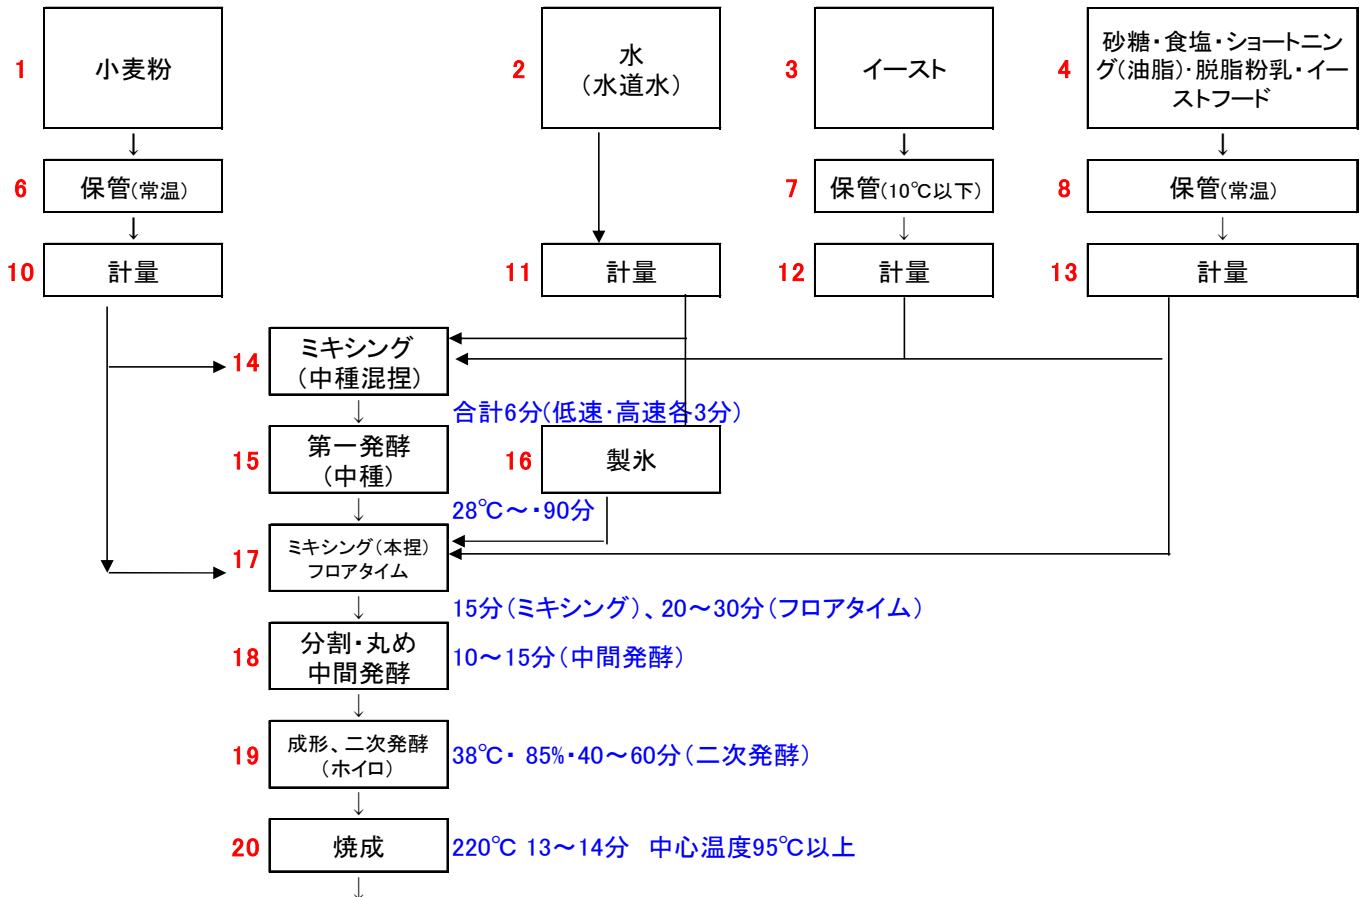 1
小麦粉
2
水
(水道水)
3
イースト
4
砂糖・食塩・ショートニン
グ(油脂)・脱脂粉乳・イー
ストフード
6
保管(常温)
7
保管(10℃以下)
8
保管(常温)
10
計量
11
計量
12
計量
13
計量
14
ミキシング
(中種混捏)
合計6分(低速・高速各3分)
15
第一発酵
(中種)
16
製氷
28℃~・90分
17
ミキシング(本捏)
フロアタイム
15分(ミキシング)、20~30分(フロアタイム)
18
分割・丸め
中間発酵
10~15分(中間発酵)
19
成形、二次発酵
(ホイロ)
38℃・ 85%・40~60分(二次発酵)
20
焼成
220℃ 13~14分 中心温度95℃以上